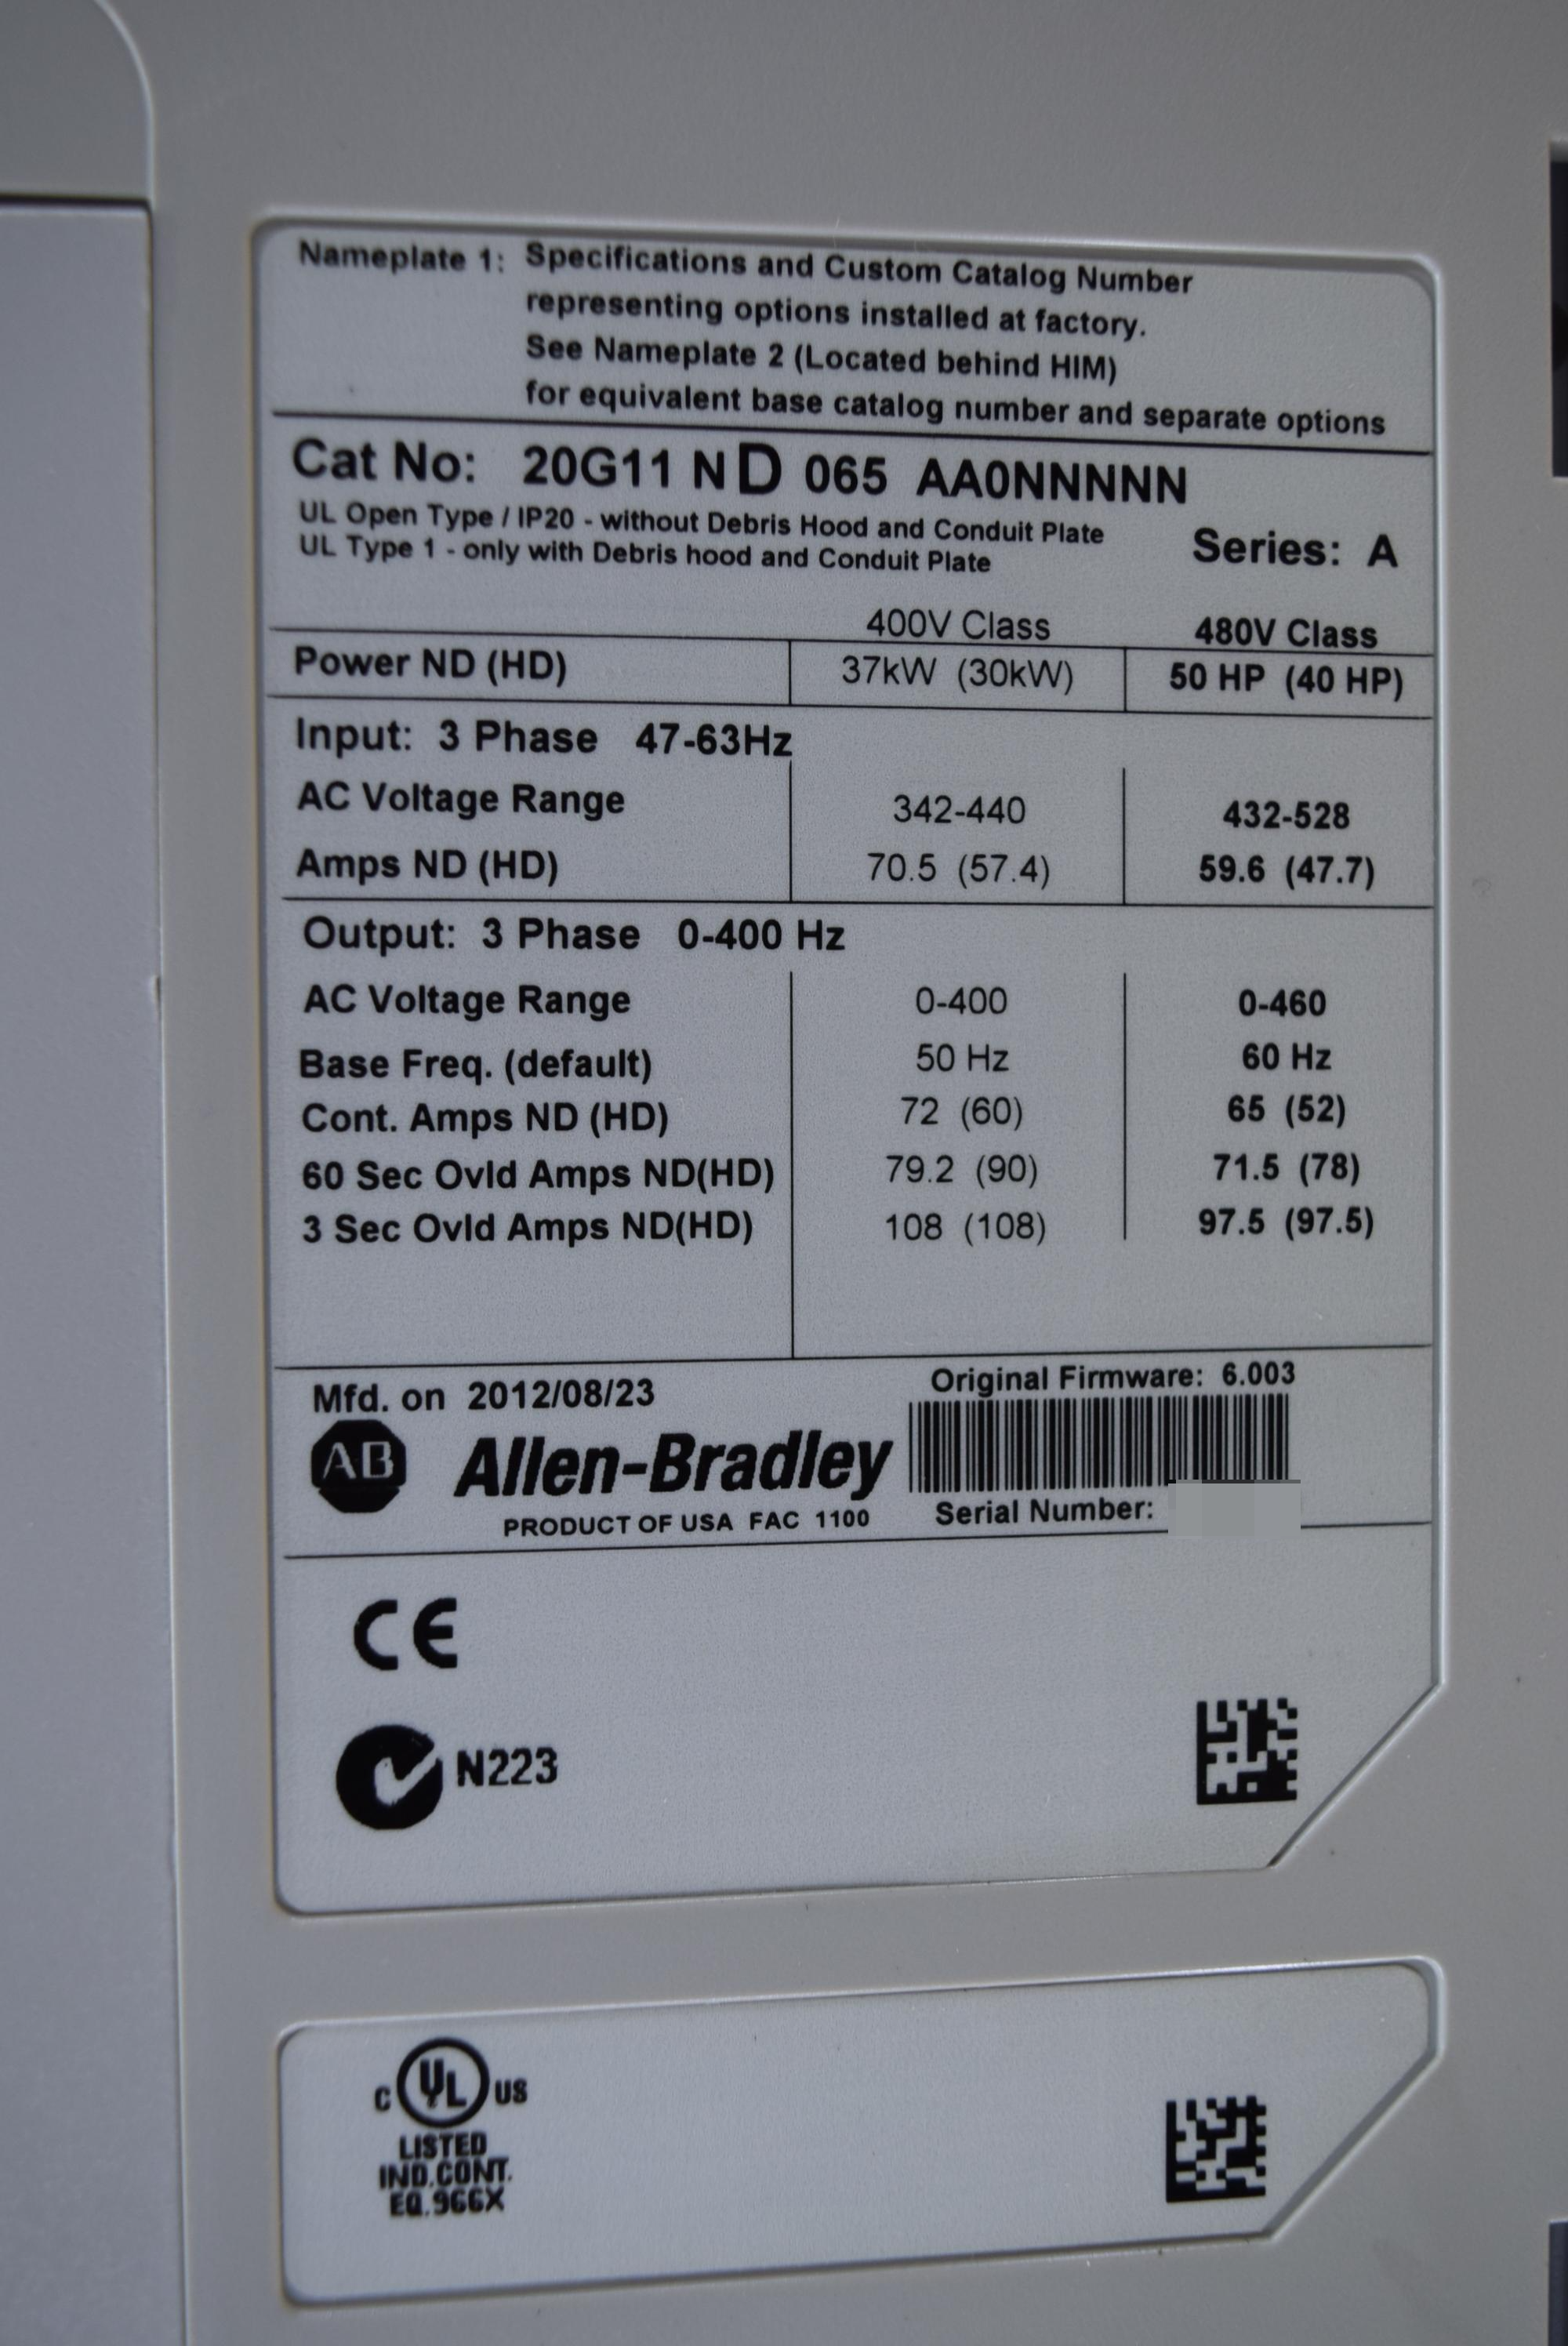 Nameplate 1: Specifications and Custom Catalog Number
representing options installed at factory.
See Nameplate 2 (Located behind HIM)
for equivalent base catalog number and separate options
Cat No: 20G11 N D 065 AA0NNNNN
UL Open Type / IP20 - without Debris Hood and Conduit Plate
UL Type 1 - only with Debris hood and Conduit Plate
Series: A
400V Class 480V Class
Power ND (HD) 37kW (30kW) 50 HP (40 HP)
Input: 3 Phase 47-63Hz
AC Voltage Range 342-440 432-528
Amps ND (HD) 70.5 (57.4) 59.6 (47.7)
Output: 3 Phase 0-400 Hz
AC Voltage Range 0-400 0-460
Base Freq. (default) 50 Hz 60 Hz
Cont. Amps ND (HD) 72 (60) 65 (52)
60 Sec Ovld Amps ND(HD) 79.2 (90) 71.5 (78)
3 Sec Ovld Amps ND(HD) 108 (108) 97.5 (97.5)
Mfd. on 2012/08/23
Original Firmware: 6.003
AB Allen-Bradley
PRODUCT OF USA FAC 1100
Serial Number:
CE
N223
C UL US
LISTED
IND.CONT.
EQ.966X